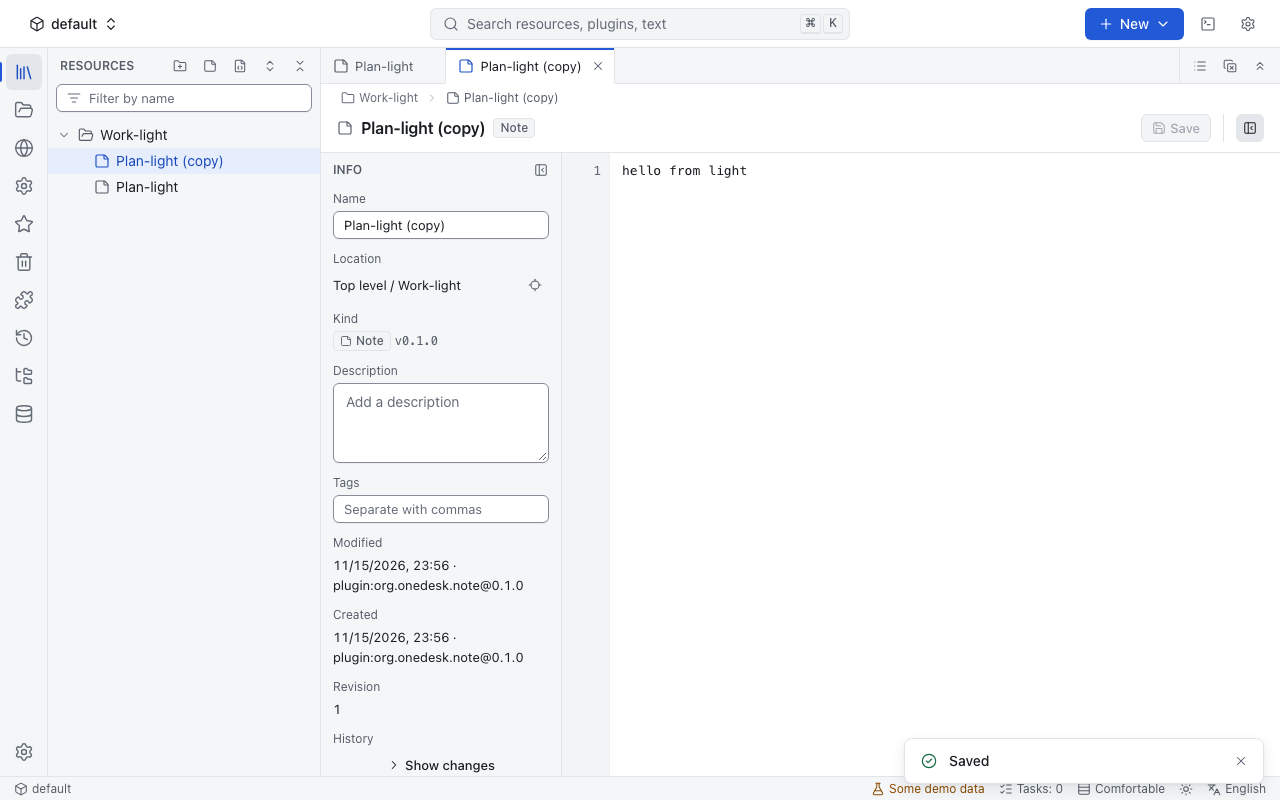 default
Search resources, plugins, text
⌘ K
New
RESOURCES
Filter by name
Work-light
Plan-light (copy)
Plan-light
Plan-light
Plan-light (copy)
Work-light
Plan-light (copy)
Plan-light (copy)
Note
Save
INFO
Name
Plan-light (copy)
Location
Top level / Work-light
Kind
Note v0.1.0
Description
Add a description
Tags
Separate with commas
Modified
11/15/2026, 23:56 ·
plugin:org.onedesk.note@0.1.0
Created
11/15/2026, 23:56 ·
plugin:org.onedesk.note@0.1.0
Revision
1
History
Show changes
1
hello from light
Saved
default
Some demo data
Tasks: 0
Comfortable
English